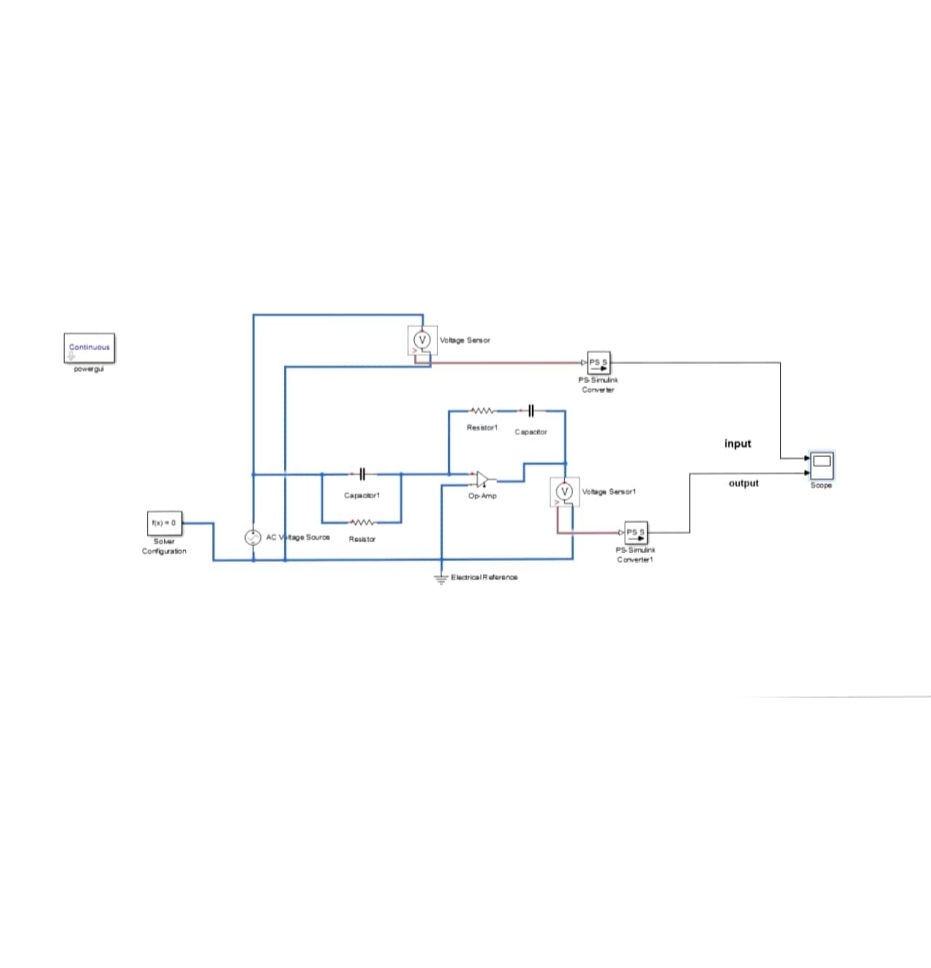 Continuous
powergui
V
Voltage Sensor
PS S
PS-Simulink
Converter
Resistor1
Capacitor
input
Capacitor1
Op-Amp
V
Voltage Sensor1
output
Scope
f(x) = 0
Solver
Configuration
AC Voltage Source
Resistor
PS S
PS-Simulink
Converter1
Electrical Reference